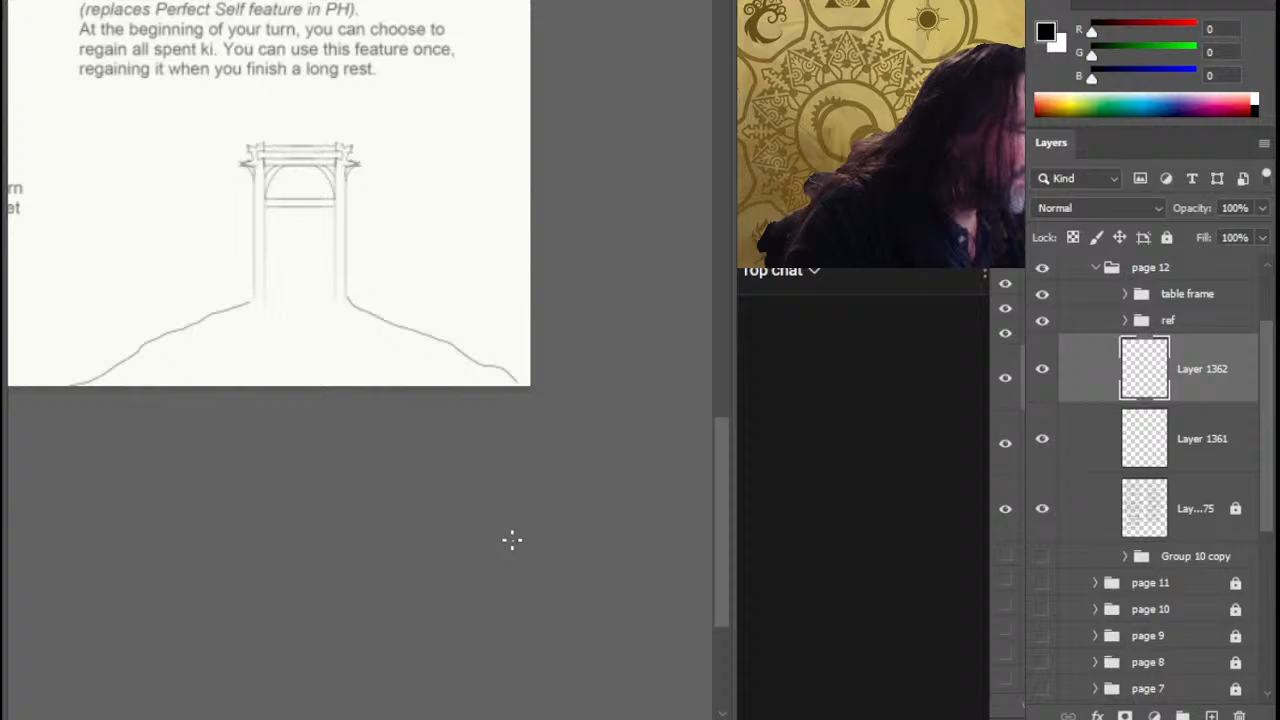 (replaces Perfect Self feature in PH).
At the beginning of your turn, you can choose to
regain all spent ki. You can use this feature once,
regaining it when you finish a long rest.
rn
et
Top chat
R 0
G 0
B 0
Layers
Kind
Normal Opacity: 100%
Lock: Fill: 100%
page 12
table frame
ref
Layer 1362
Layer 1361
Lay...75
Group 10 copy
page 11
page 10
page 9
page 8
page 7
fx